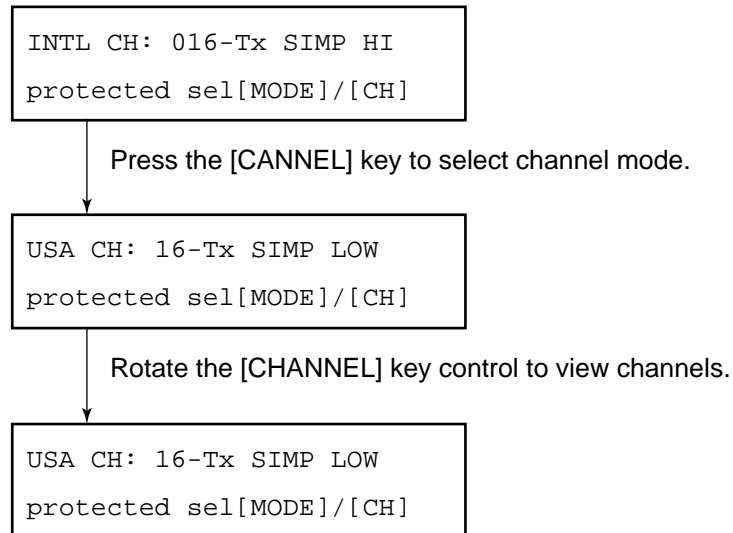 INTL CH: 016-Tx SIMP HI
protected sel[MODE]/[CH]
Press the [CANNEL] key to select channel mode.
USA CH: 16-Tx SIMP LOW
protected sel[MODE]/[CH]
Rotate the [CHANNEL] key control to view channels.
USA CH: 16-Tx SIMP LOW
protected sel[MODE]/[CH]